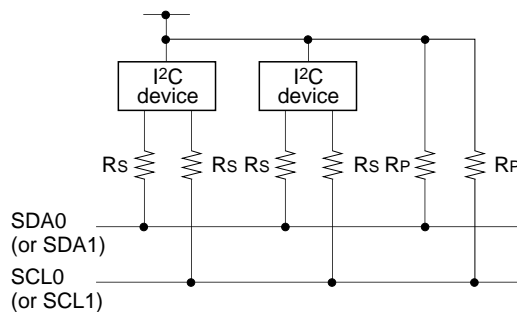 I²C
device
I²C
device
RS
RS
RS
RS
RP
RP
SDA0
(or SDA1)
SCL0
(or SCL1)